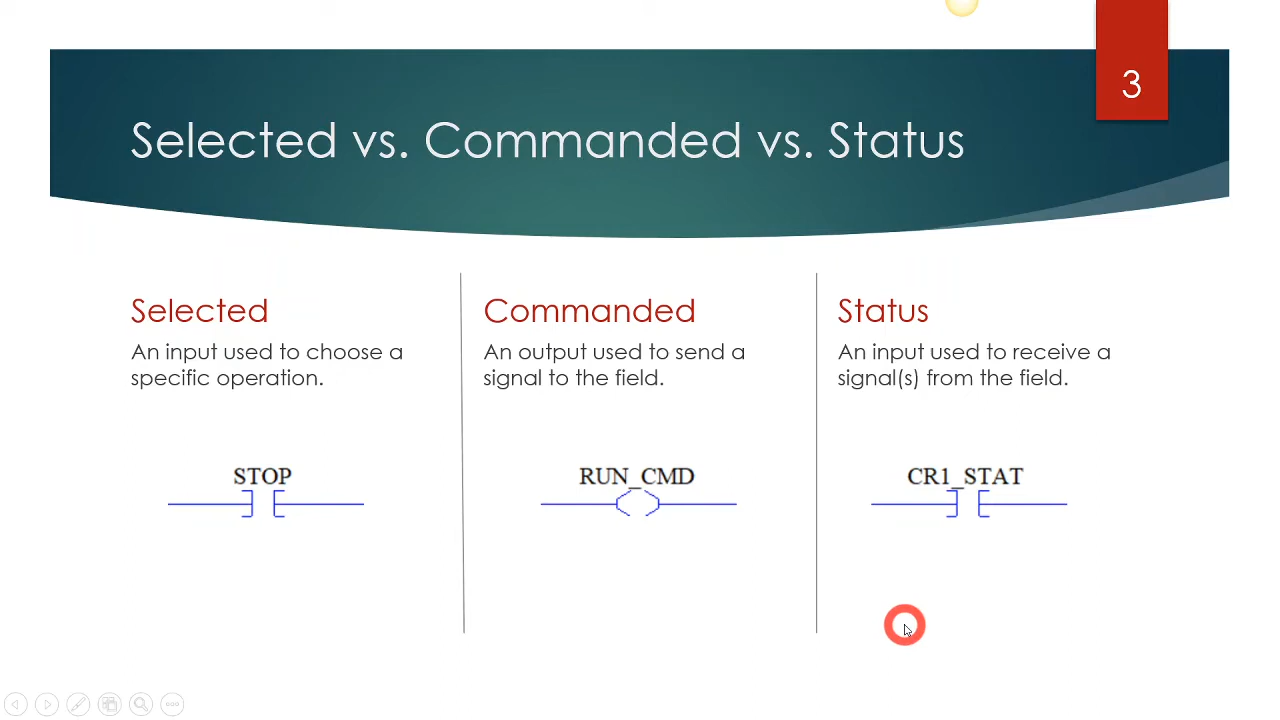 3
Selected vs. Commanded vs. Status
Selected
An input used to choose a
specific operation.
STOP
Commanded
An output used to send a
signal to the field.
RUN_CMD
Status
An input used to receive a
signal(s) from the field.
CR1_STAT